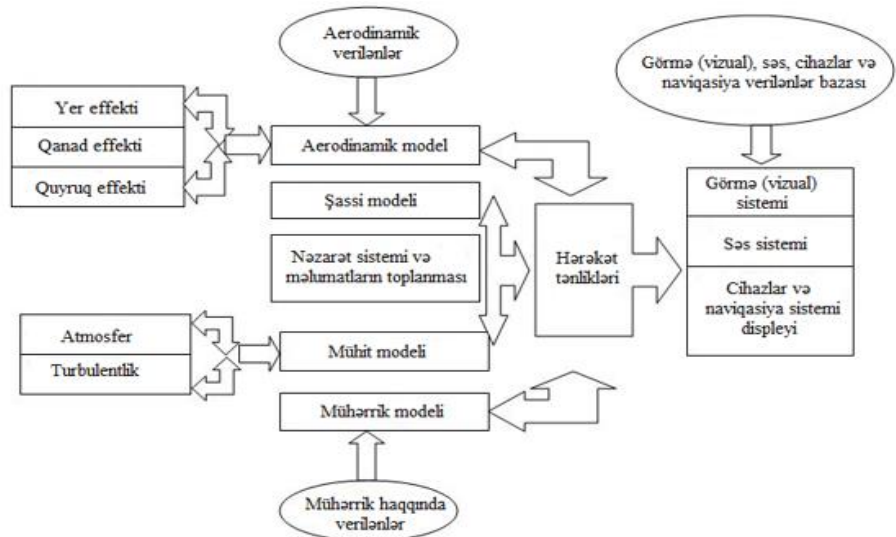 Aerodinamik
verilənlər
Görmə (vizual), səs, cihazlar və
naviqasiya verilənlər bazası
Yer effekti
Qanad effekti
Quyruq effekti
Aerodinamik model
Şassi modeli
Nəzarət sistemi və
məlumatların toplanması
Hərəkət
tənlikləri
Görmə (vizual)
sistemi
Səs sistemi
Cihazlar və
naviqasiya sistemi
displeyi
Atmosfer
Turbulentlik
Mühit modeli
Mühərrik modeli
Mühərrik haqqında
verilənlər